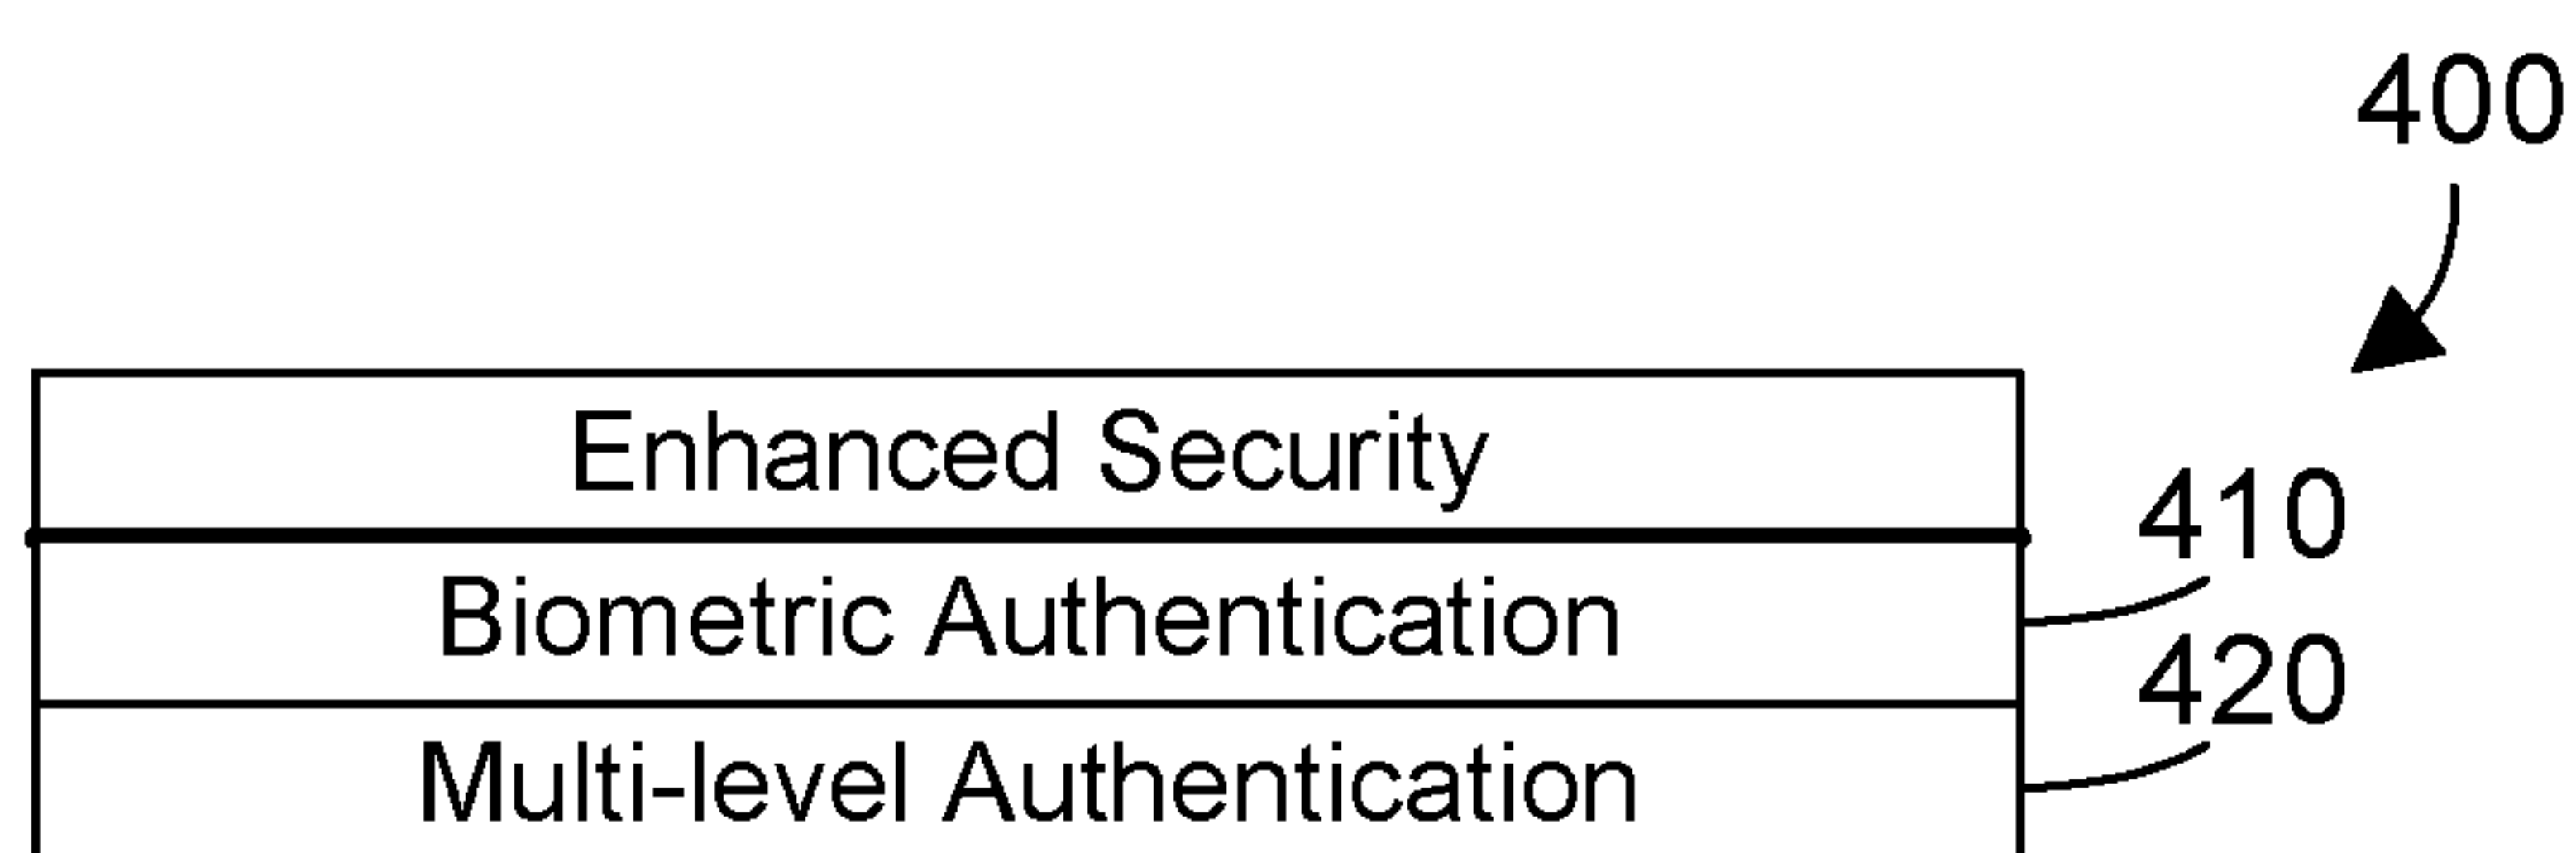 400
Enhanced Security
410
Biometric Authentication
420
Multi-level Authentication